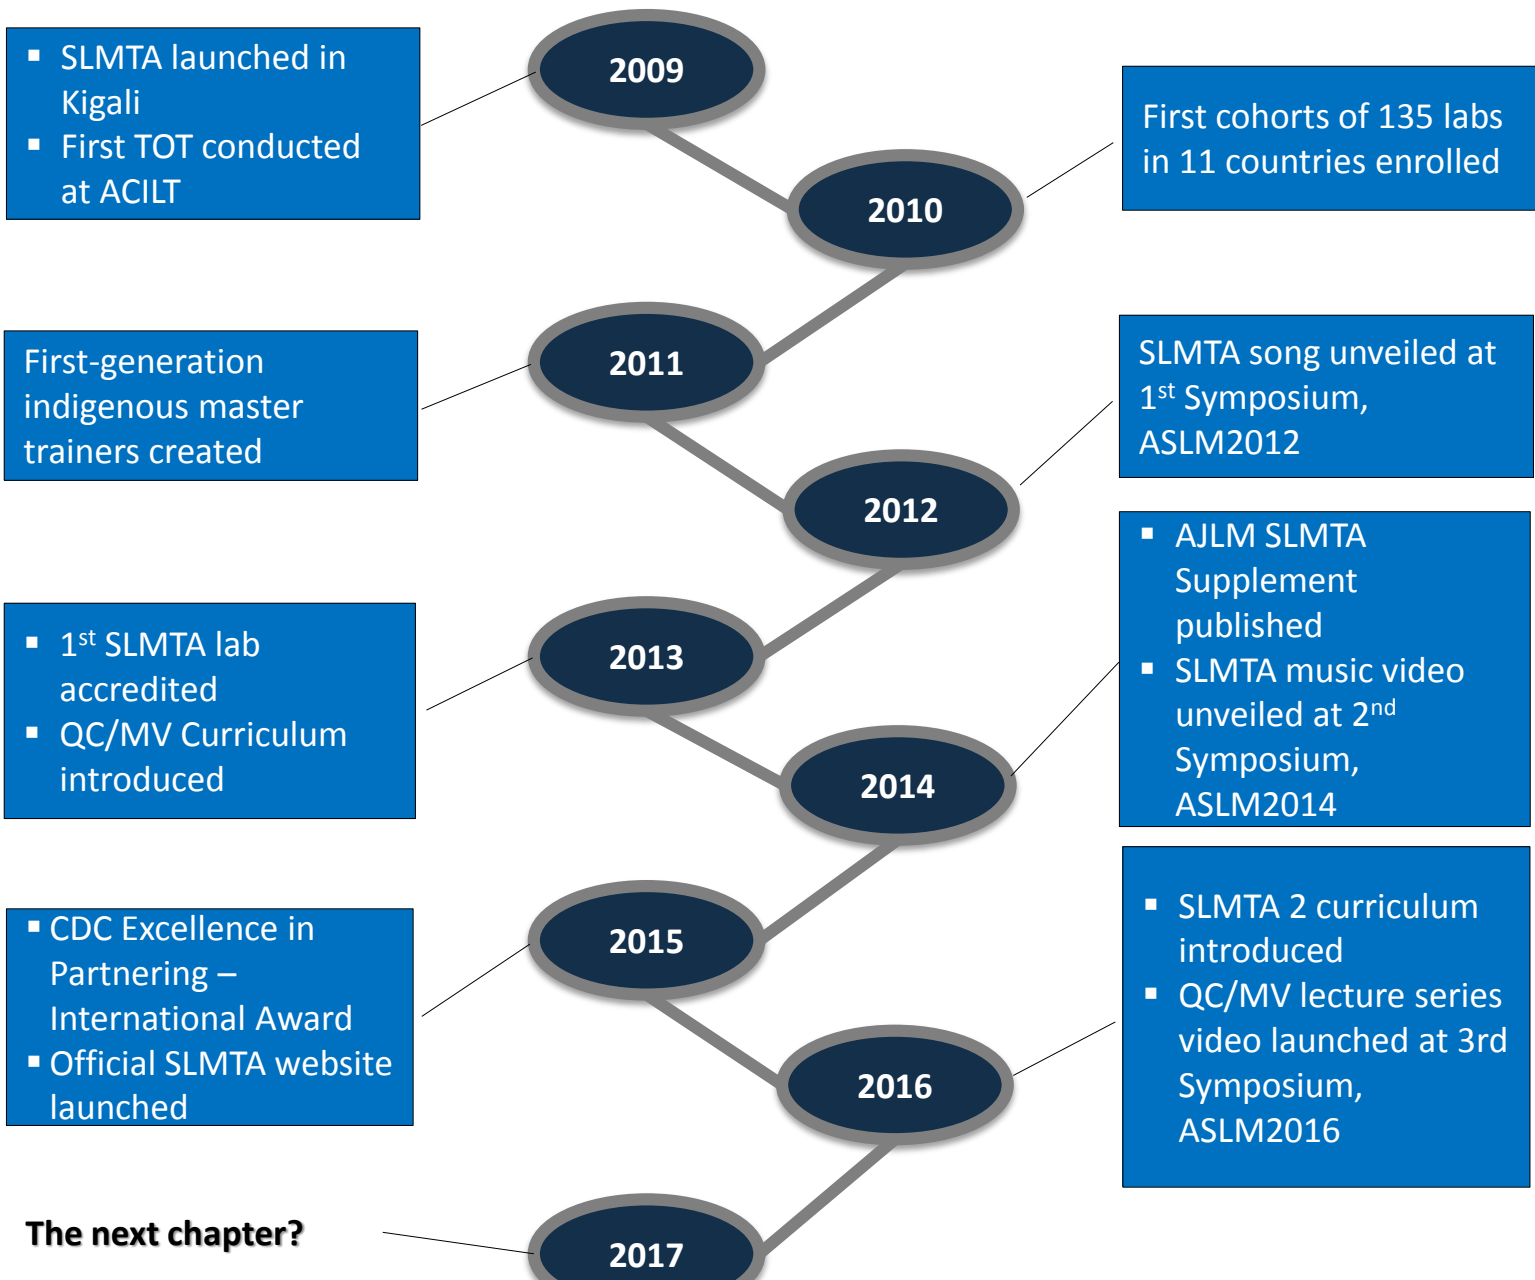 2009
▪ SLMTA launched in
Kigali
▪ First TOT conducted
at ACILT
2010
First cohorts of 135 labs
in 11 countries enrolled
2011
First-generation
indigenous master
trainers created
2012
SLMTA song unveiled at
1st Symposium,
ASLM2012
2013
▪ 1st SLMTA lab
accredited
▪ QC/MV Curriculum
introduced
2014
▪ AJLM SLMTA
Supplement
published
▪ SLMTA music video
unveiled at 2nd
Symposium,
ASLM2014
2015
▪ CDC Excellence in
Partnering –
International Award
▪ Official SLMTA website
launched
2016
▪ SLMTA 2 curriculum
introduced
▪ QC/MV lecture series
video launched at 3rd
Symposium,
ASLM2016
2017
The next chapter?